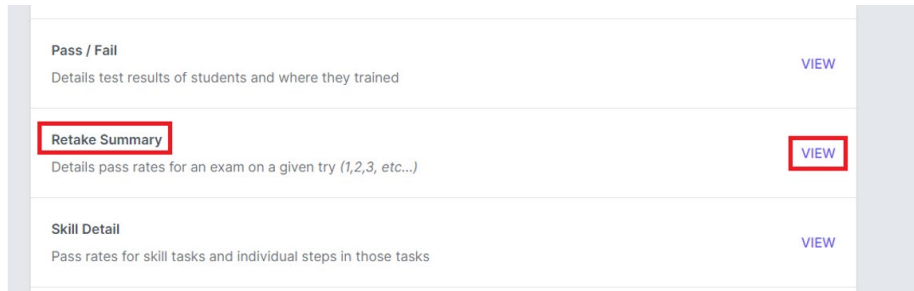 Pass / Fail
Details test results of students and where they trained
VIEW
Retake Summary
Details pass rates for an exam on a given try (1,2,3, etc...)
VIEW
Skill Detail
Pass rates for skill tasks and individual steps in those tasks
VIEW